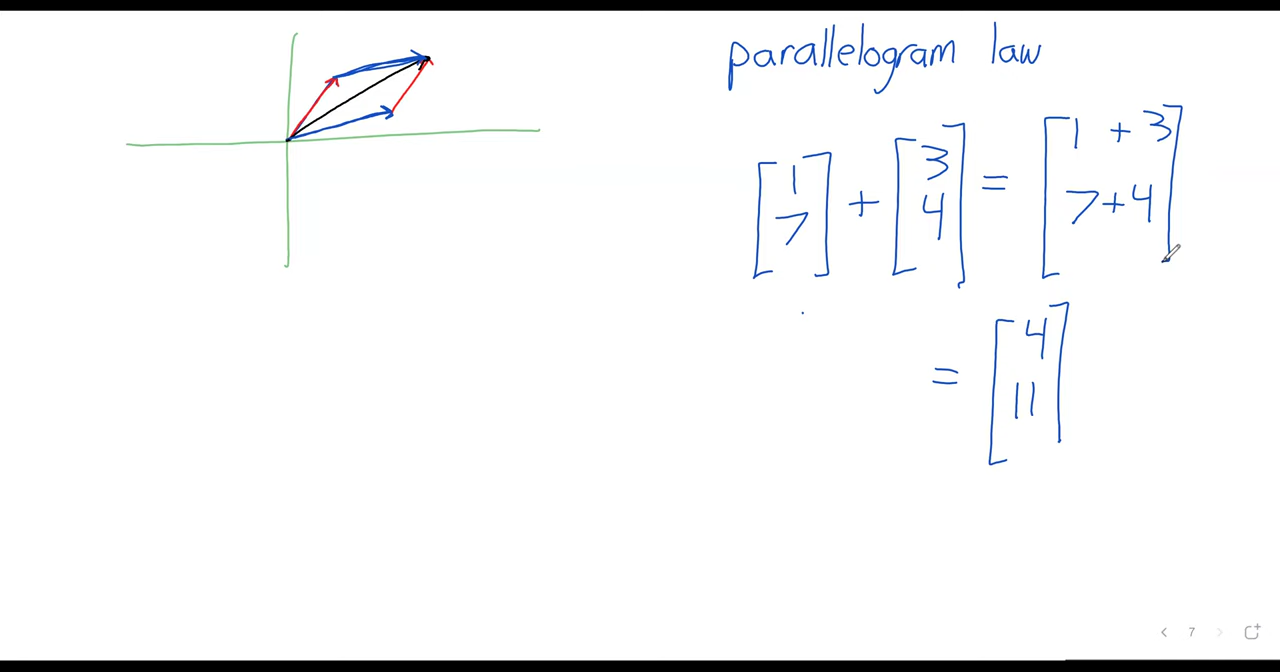 parallelogram law
[1 7] + [3 4] = [1 + 3 7+4]
= [4 11]
7